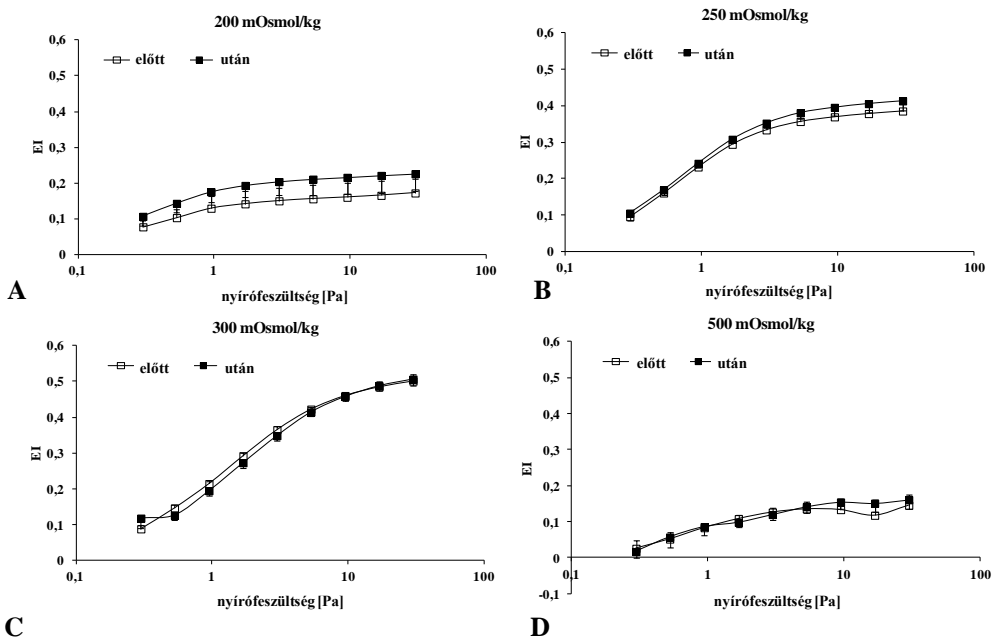 200 mOsmol/kg
0,6
0,5
0,4
0,3
0,2
0,1
0
EI
előtt
után
0,1
1
10
100
nyírófeszültség [Pa]
A
250 mOsmol/kg
0,6
0,5
0,4
0,3
0,2
0,1
0
EI
előtt
után
0,1
1
10
100
nyírófeszültség [Pa]
B
300 mOsmol/kg
0,6
0,5
0,4
0,3
0,2
0,1
0
EI
előtt
után
0,1
1
10
100
nyírófeszültség [Pa]
C
500 mOsmol/kg
0,6
0,5
0,4
0,3
0,2
0,1
0
-0,1
EI
előtt
után
0,1
1
10
100
nyírófeszültség [Pa]
D